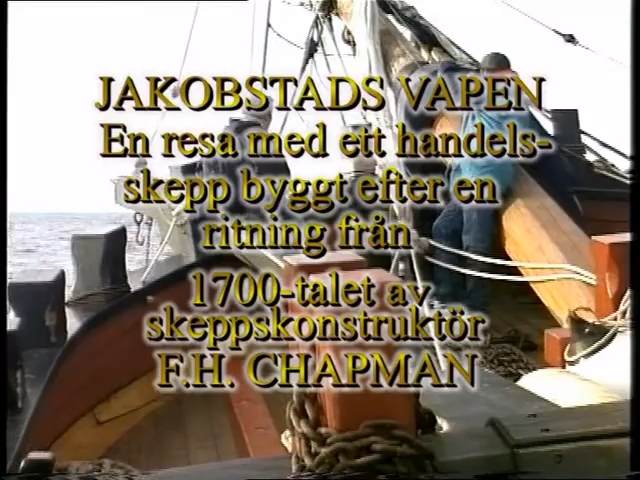 JAKOBSTADS VAPEN
En resa med ett handels-
skepp byggt efter en
ritning från
1700-talet av
skeppskonstruktör
F.H. CHAPMAN